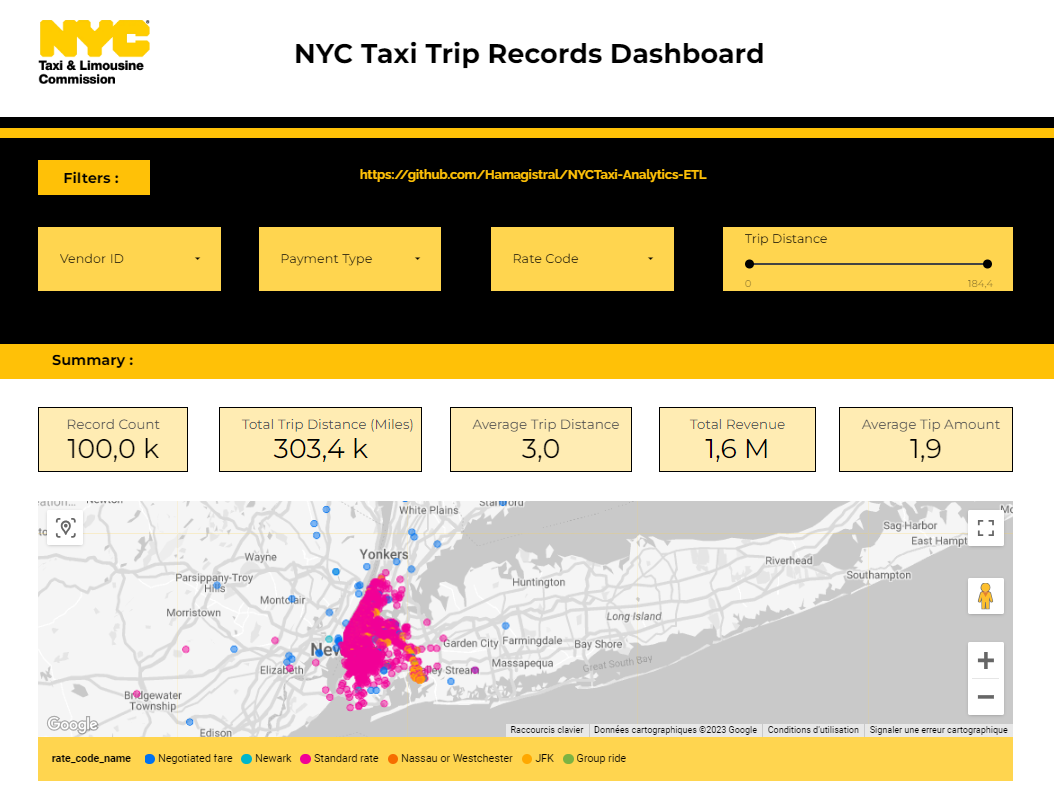 NYC
Taxi & Limousine
Commission
NYC Taxi Trip Records Dashboard
Filters :
https://github.com/Hamagistral/NYCTaxi-Analytics-ETL
Vendor ID
Payment Type
Rate Code
Trip Distance
0
184,4
Summary :
Record Count
100,0 k
Total Trip Distance (Miles)
303,4 k
Average Trip Distance
3,0
Total Revenue
1,6 M
Average Tip Amount
1,9
White Plains
Sag Harbor
East Hampt
Yonkers
Wayne
Riverhead
Parsippany-Troy
Hills
Huntington
Southampton
Montclair
Morristown
Long Island
Garden City
Farmingdale
Bay Shore
New
Massapequa
Great South Bay
Elizabeth
ley Stream
Bridgewater
Township
Google
Edison
Raccourcis clavier
Données cartographiques ©2023 Google
Conditions d'utilisation
Signaler une erreur cartographique
rate_code_name
Negotiated fare
Newark
Standard rate
Nassau or Westchester
JFK
Group ride